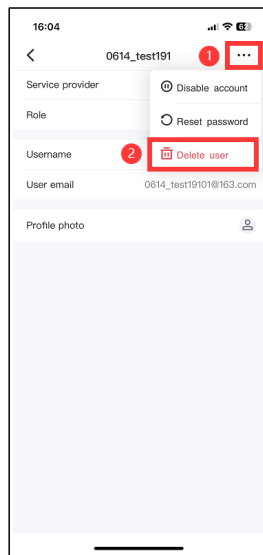 16:04
62
0614_test191
1
...
Service provider
Disable account
Role
Reset password
Username
2
Delete user
User email
0614_test19101@163.com
Profile photo